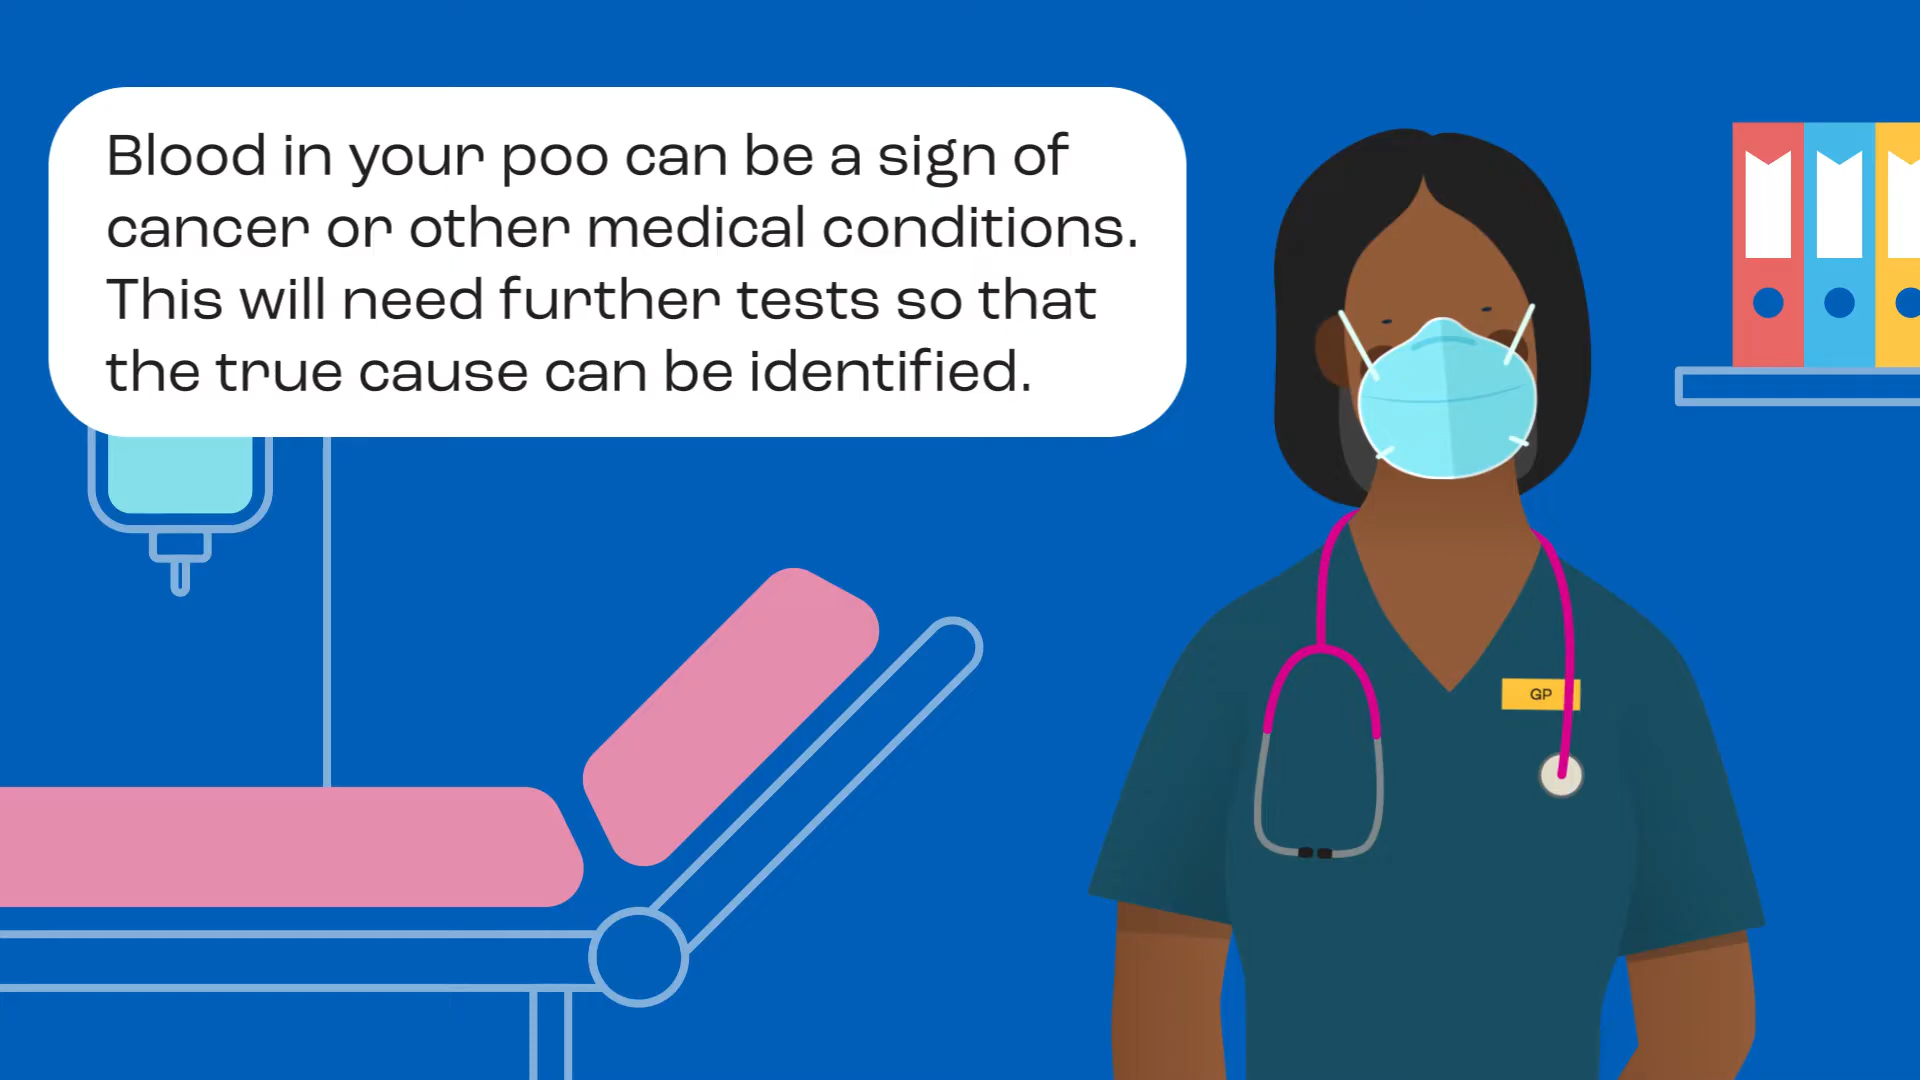 Blood in your poo can be a sign of
cancer or other medical conditions.
This will need further tests so that
the true cause can be identified.
GP